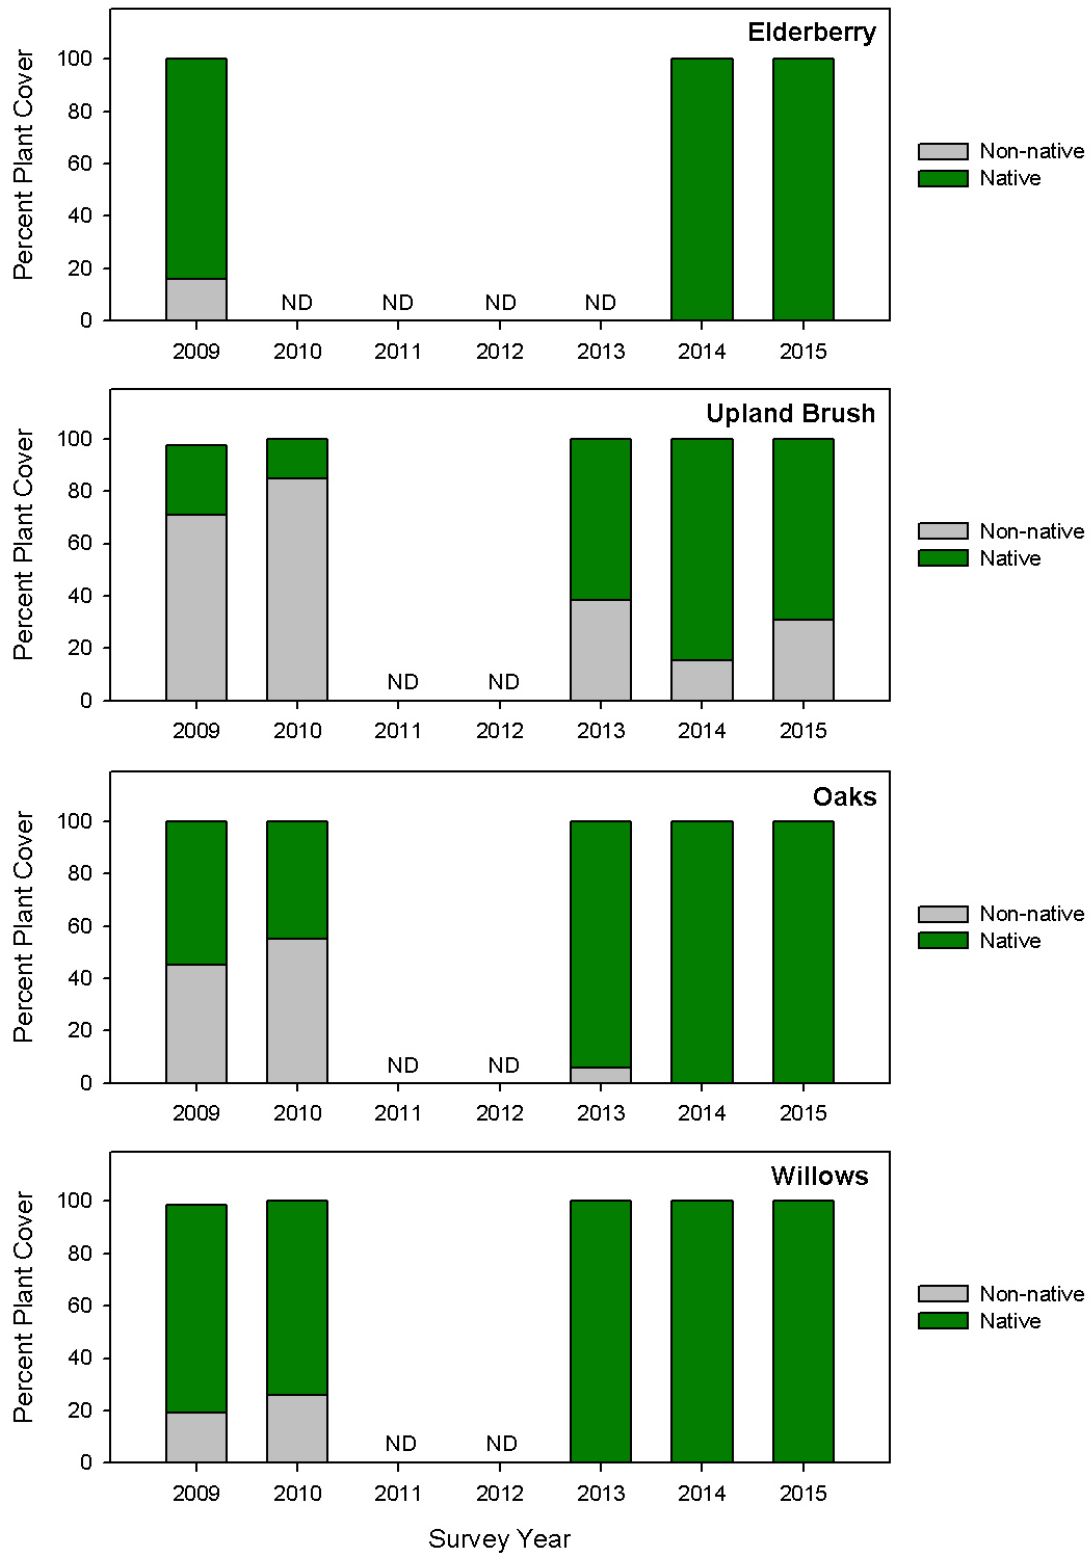 Elderberry
Percent Plant Cover
100
80
60
40
20
0
ND ND ND ND
2009 2010 2011 2012 2013 2014 2015
Non-native
Native
Upland Brush
Percent Plant Cover
100
80
60
40
20
0
ND ND
2009 2010 2011 2012 2013 2014 2015
Non-native
Native
Oaks
Percent Plant Cover
100
80
60
40
20
0
ND ND
2009 2010 2011 2012 2013 2014 2015
Non-native
Native
Willows
Percent Plant Cover
100
80
60
40
20
0
ND ND
2009 2010 2011 2012 2013 2014 2015
Non-native
Native
Survey Year